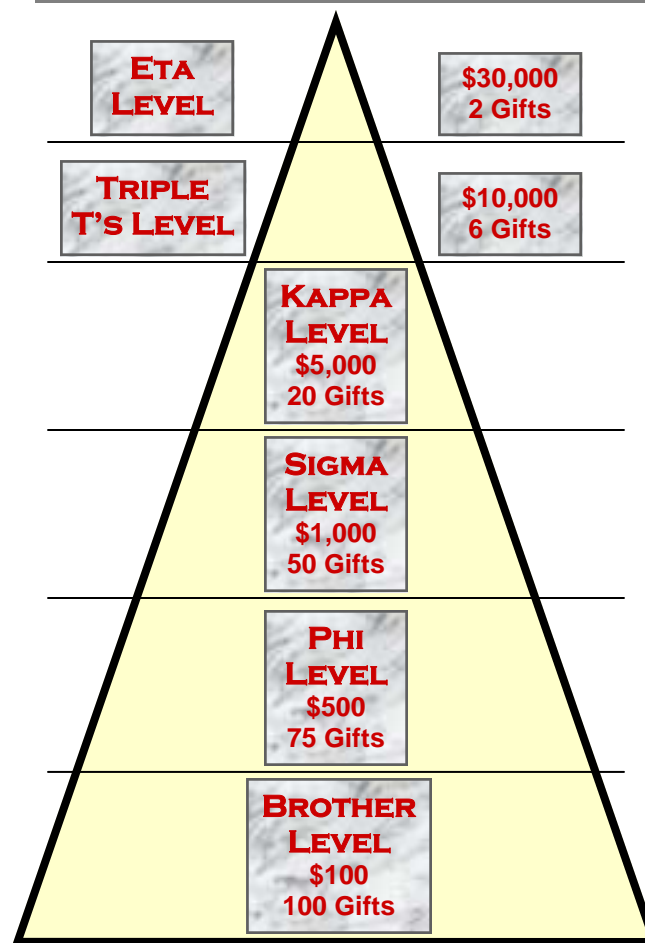 ETA
LEVEL
$30,000
2 Gifts
TRIPLE
T'S LEVEL
$10,000
6 Gifts
KAPPA
LEVEL
$5,000
20 Gifts
SIGMA
LEVEL
$1,000
50 Gifts
PHI
LEVEL
$500
75 Gifts
BROTHER
LEVEL
$100
100 Gifts